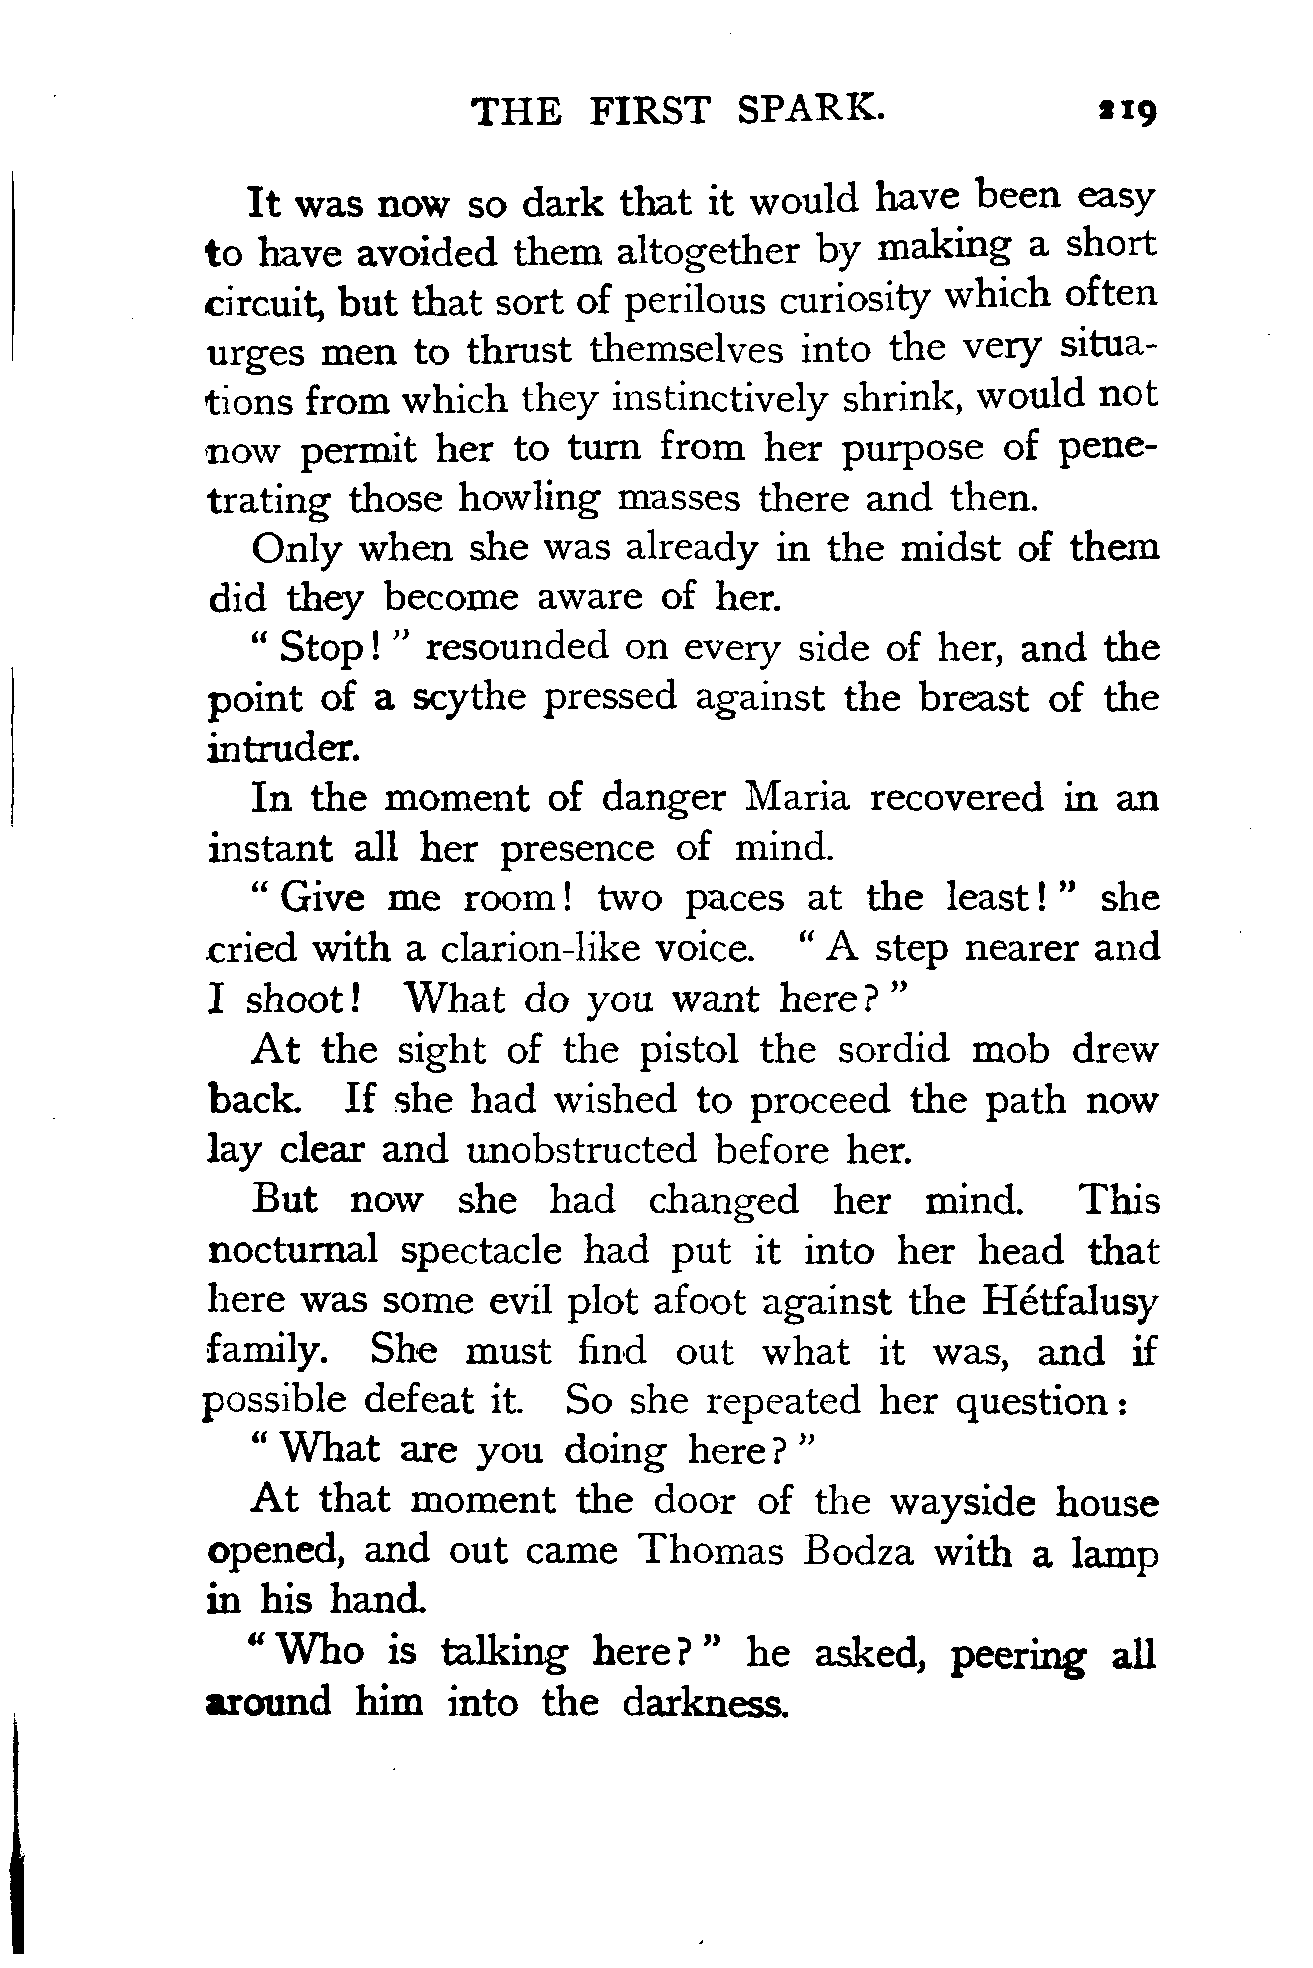 THE FIRST SPARK. 219
It was now so dark that it would have been easy
to have avoided them altogether by making a short
circuit, but that sort of perilous curiosity which often
urges men to thrust themselves into the very situa-
tions from which they instinctively shrink, would not
now permit her to turn from her purpose of pene-
trating those howling masses there and then.
Only when she was already in the midst of them
did they become aware of her.
“ Stop! ” resounded on every side of her, and the
point of a scythe pressed against the breast of the
intruder.
In the moment of danger Maria recovered in an
instant all her presence of mind.
“ Give me room! two paces at the least! ” she
cried with a clarion-like voice. “ A step nearer and
I shoot! What do you want here? ”
At the sight of the pistol the sordid mob drew
back. If she had wished to proceed the path now
lay clear and unobstructed before her.
But now she had changed her mind. This
nocturnal spectacle had put it into her head that
here was some evil plot afoot against the Hétfalusy
family. She must find out what it was, and if
possible defeat it. So she repeated her question:
“ What are you doing here? ”
At that moment the door of the wayside house
opened, and out came Thomas Bodza with a lamp
in his hand.
“ Who is talking here? ” he asked, peering all
around him into the darkness.